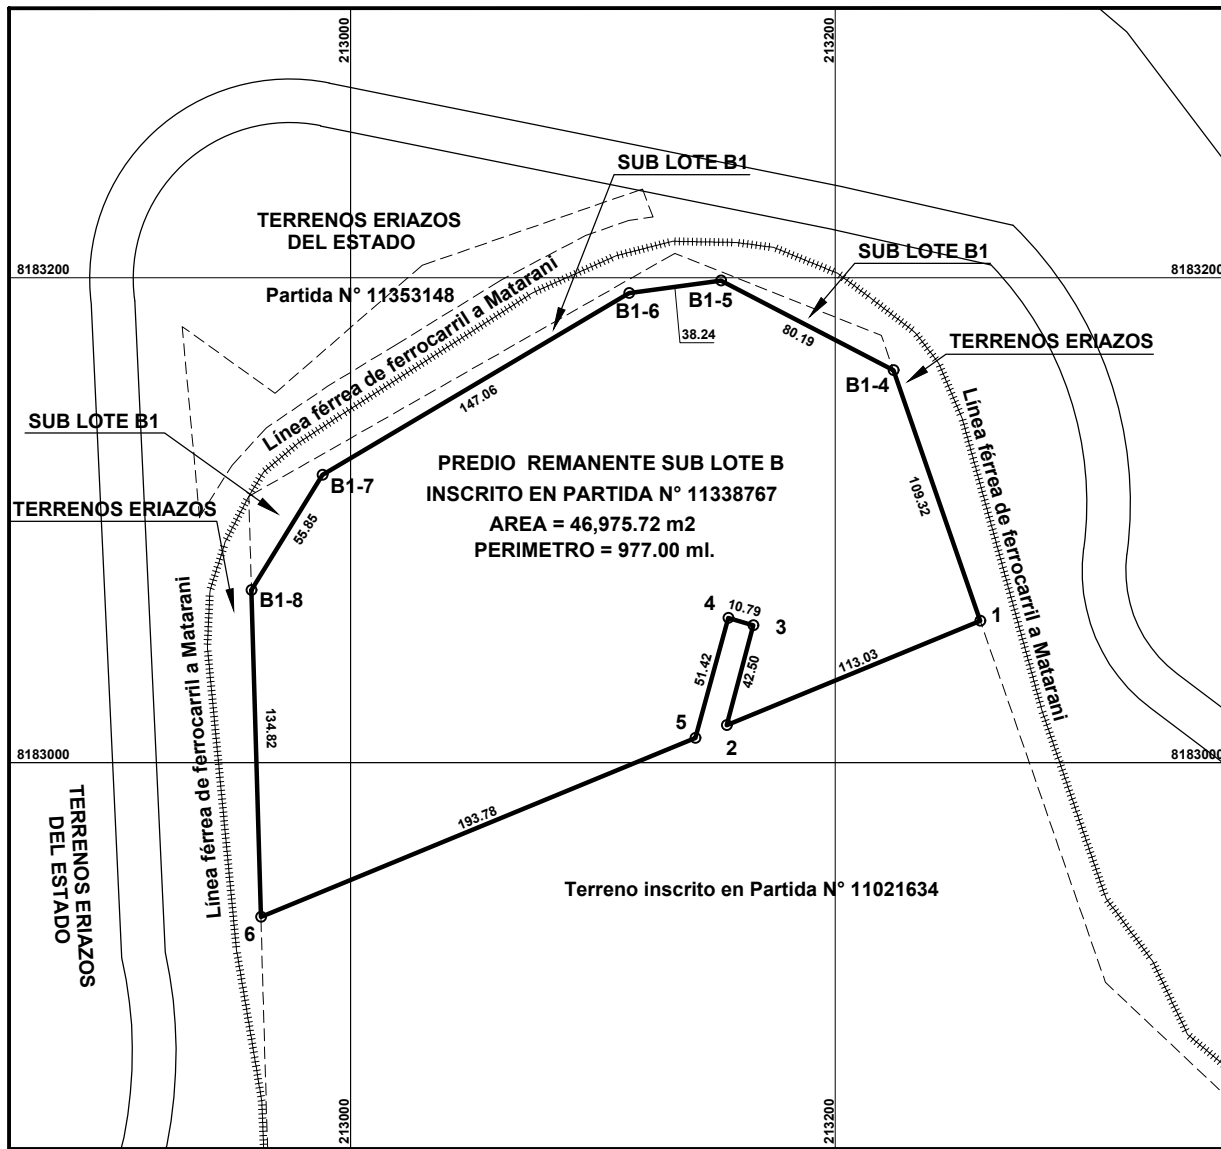 213000
213200
SUB LOTE B1
TERRENOS ERIAZOS
DEL ESTADO
SUB LOTE B1
8183200
Partida N° 11353148
B1-6
B1-5
38.24
80.19
TERRENOS ERIAZOS
B1-4
Línea férrea de ferrocarril a Matarani
147.06
SUB LOTE B1
B1-7
PREDIO REMANENTE SUB LOTE B
INSCRITO EN PARTIDA N° 11338767
AREA = 46,975.72 m2
PERIMETRO = 977.00 ml.
109.32
Línea férrea de ferrocarril a Matarani
TERRENOS ERIAZOS
55.85
B1-8
4
10.79
3
1
51.42
42.50
113.03
5
2
134.82
Línea férrea de ferrocarril a Matarani
8183000
8183000
TERRENOS ERIAZOS
DEL ESTADO
193.78
Terreno inscrito en Partida N° 11021634
6
213000
213200